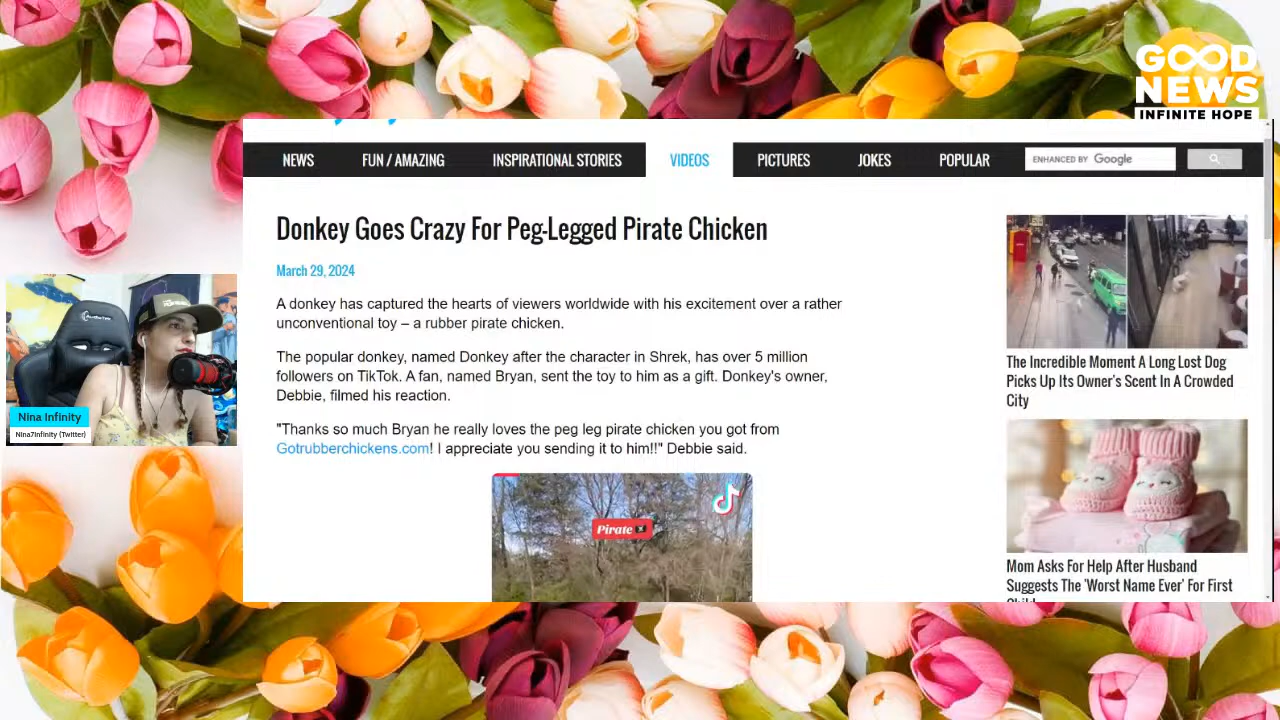 GOOD
NEWS
INFINITE HOPE
NEWS FUN / AMAZING INSPIRATIONAL STORIES VIDEOS PICTURES JOKES POPULAR ENHANCED BY Google
Donkey Goes Crazy For Peg-Legged Pirate Chicken
March 29, 2024
A donkey has captured the hearts of viewers worldwide with his excitement over a rather
unconventional toy – a rubber pirate chicken.
The popular donkey, named Donkey after the character in Shrek, has over 5 million
followers on TikTok. A fan, named Bryan, sent the toy to him as a gift. Donkey's owner,
Debbie, filmed his reaction.
"Thanks so much Bryan he really loves the peg leg pirate chicken you got from
Gotrubberchickens.com! I appreciate you sending it to him!!" Debbie said.
Pirate
The Incredible Moment A Long Lost Dog
Picks Up Its Owner's Scent In A Crowded
City
Mom Asks For Help After Husband
Suggests The 'Worst Name Ever' For First
Nina Infinity
Nina7Infinity (Twitter)